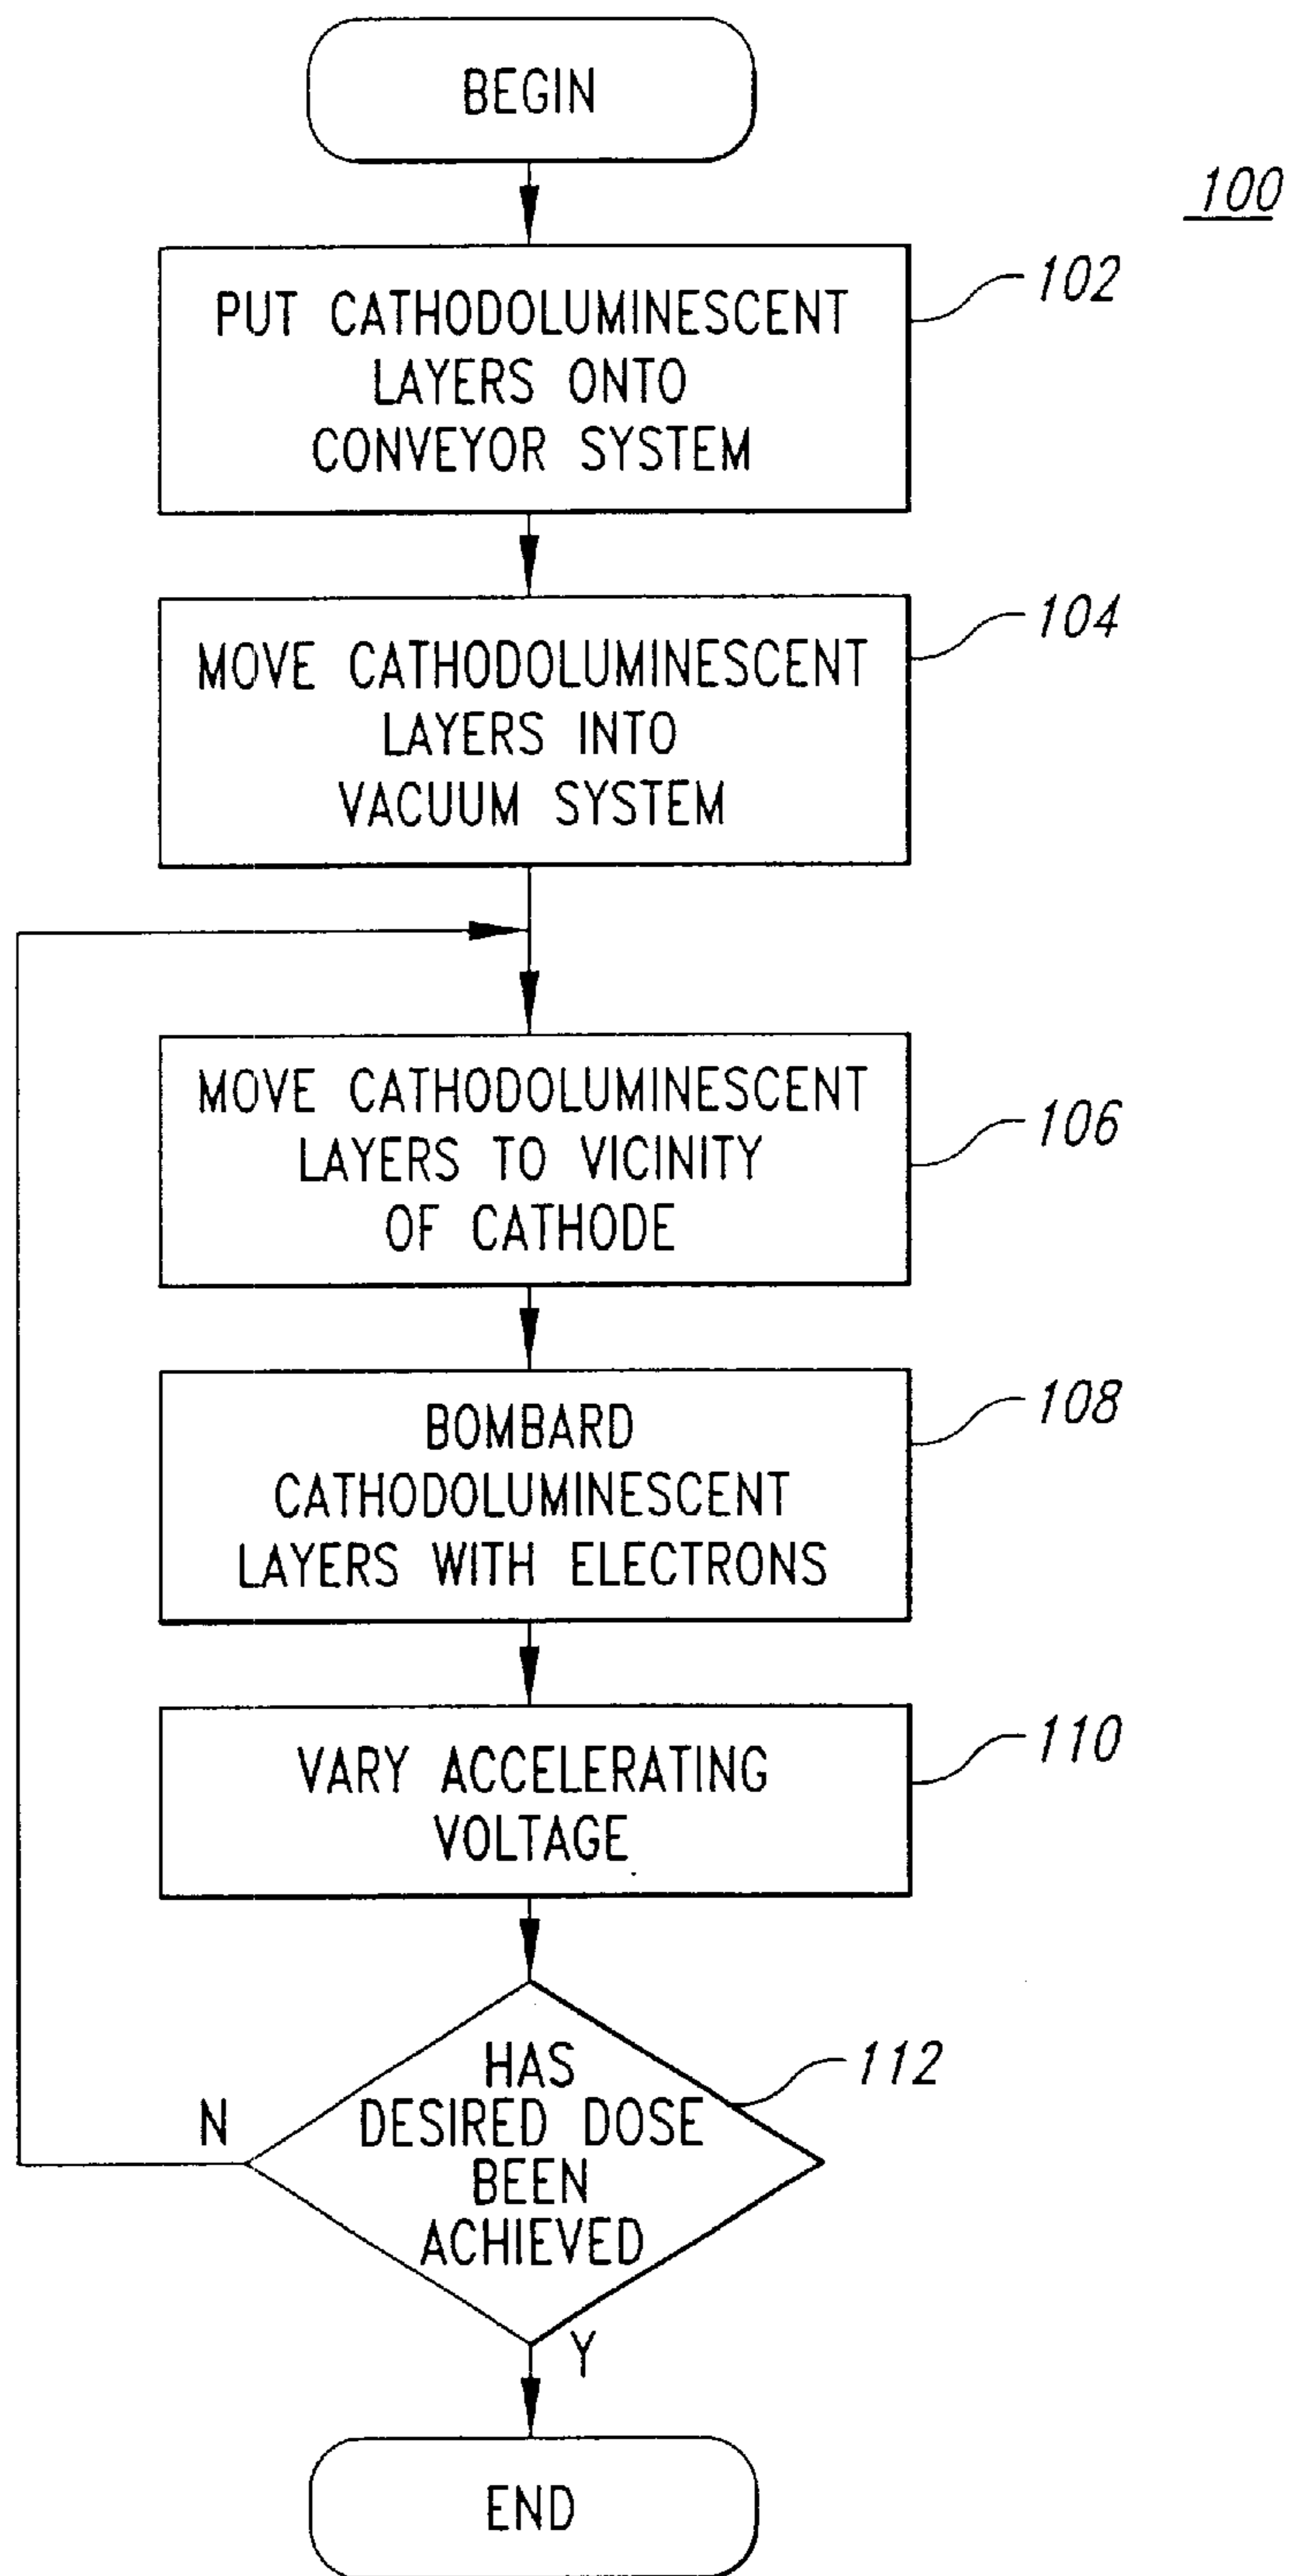 BEGIN
100
PUT CATHODOLUMINESCENT
LAYERS ONTO
CONVEYOR SYSTEM
102
MOVE CATHODOLUMINESCENT
LAYERS INTO
VACUUM SYSTEM
104
MOVE CATHODOLUMINESCENT
LAYERS TO VICINITY
OF CATHODE
106
BOMBARD
CATHODOLUMINESCENT
LAYERS WITH ELECTRONS
108
VARY ACCELERATING
VOLTAGE
110
HAS
DESIRED DOSE
BEEN
ACHIEVED
112
N
Y
END